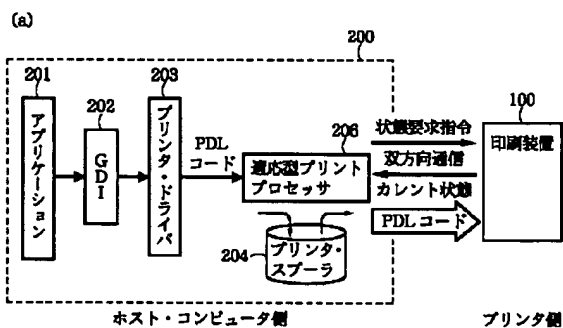 (a)
200
201
アプリケーション
202
GDI
203
プリンタ・ドライバ
PDL
コード
206
適応型プリント
プロセッサ
204
プリンタ・
スプーラ
状態要求指令
双方向通信
カレント状態
PDLコード
100
印刷装置
ホスト・コンピュータ側
プリンタ側